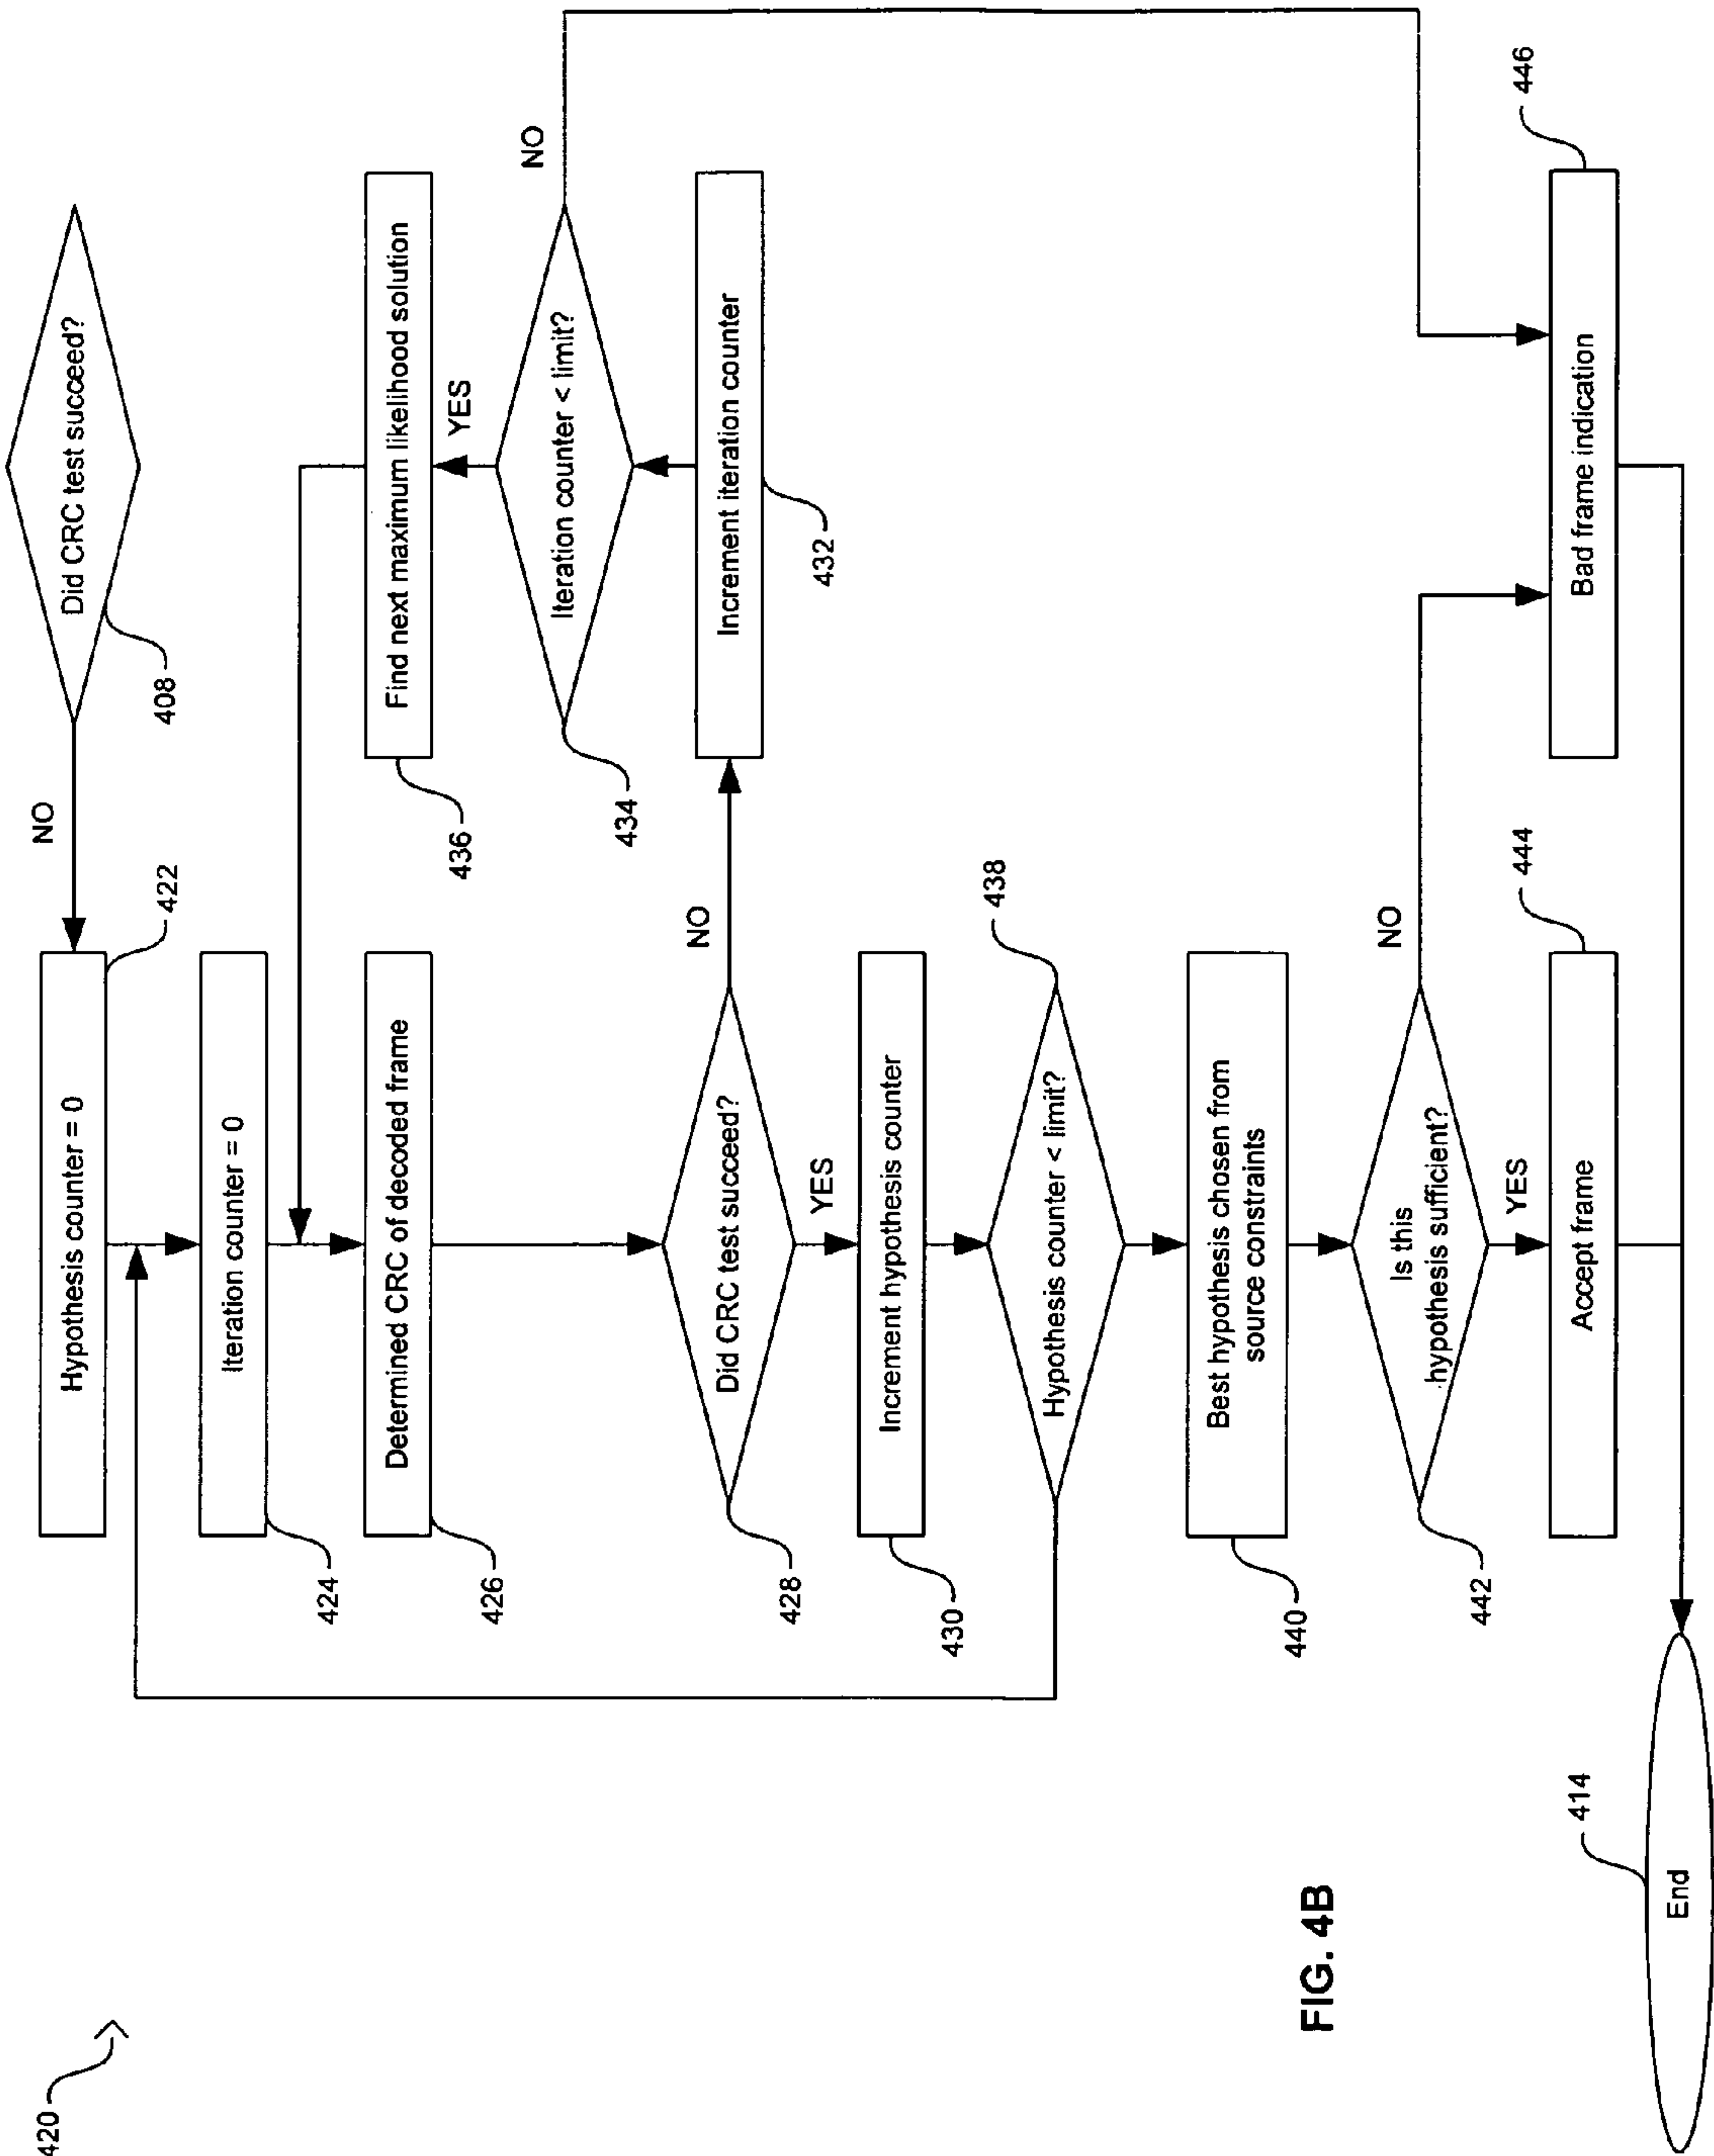 420
Did CRC test succeed?
408
NO
Hypothesis counter = 0
422
Iteration counter = 0
424
Determined CRC of decoded frame
426
Find next maximum likelihood solution
436
YES
Iteration counter < limit?
434
NO
Increment iteration counter
432
Did CRC test succeed?
428
NO
YES
Increment hypothesis counter
430
Hypothesis counter < limit?
438
Best hypothesis chosen from
source constraints
440
Is this
hypothesis sufficient?
442
NO
YES
Accept frame
444
Bad frame indication
446
End
414
FIG. 4B